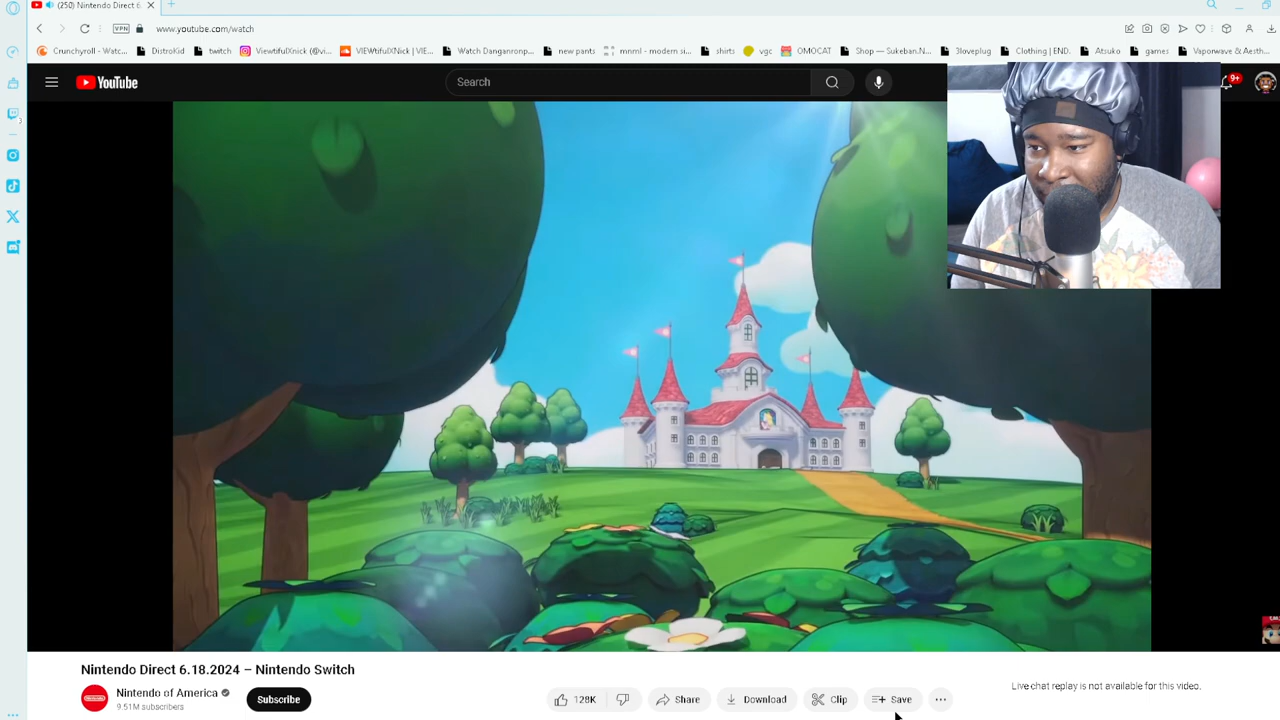 (250) Nintendo Direct 6
VPN www.youtube.com/watch
Crunchyroll - Watc... DistroKid twitch ViewtifulXnick (@vi... VIEWtifulXNick | VIE... Watch Danganronp... new pants mnml - modern si... shirts vgc OMOCAT Shop — Sukeban.N... 3loveplug Clothing | END. Atsuko games Vaporwave & Aesth...
YouTube
Search
9+
3
Nintendo Direct 6.18.2024 – Nintendo Switch
Nintendo of America
9.51M subscribers
Subscribe
128K
Share
Download
Clip
Save
Live chat replay is not available for this video.